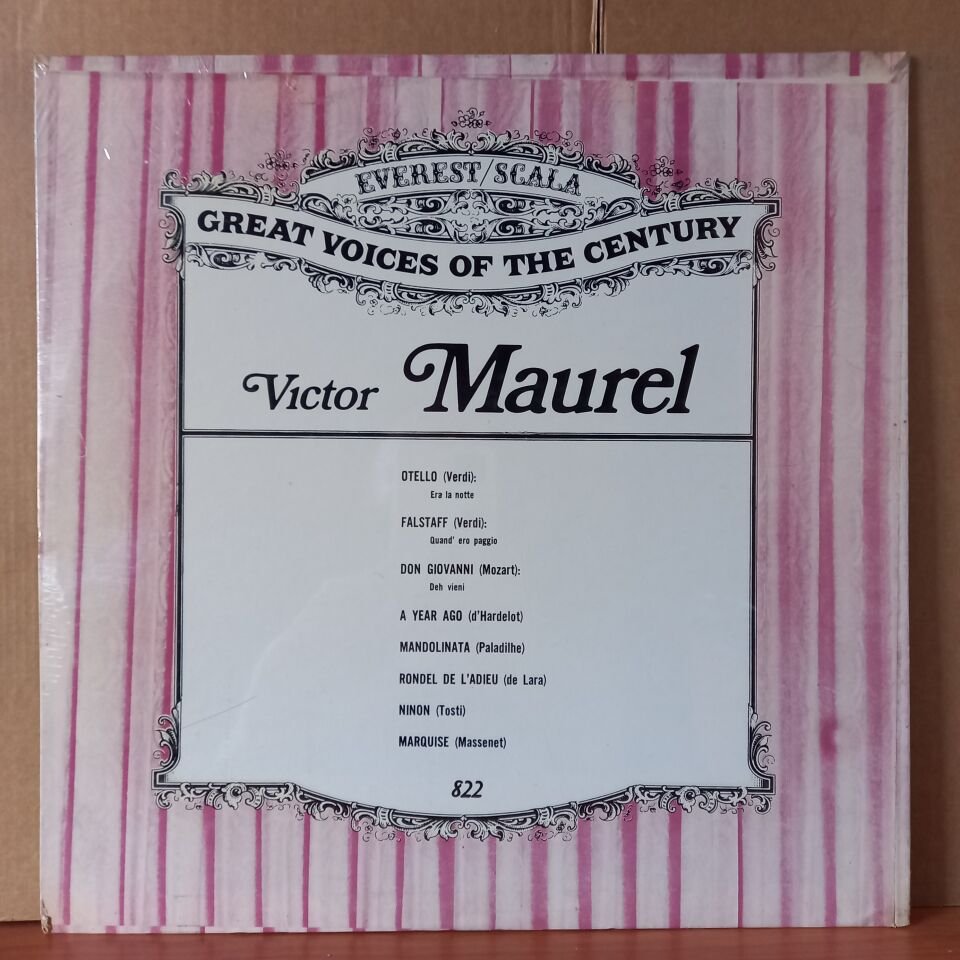 EVEREST/SCALA
GREAT VOICES OF THE CENTURY
Victor Maurel
OTELLO (Verdi):
Era la notte
FALSTAFF (Verdi):
Quand' ero paggio
DON GIOVANNI (Mozart):
Deh vieni
A YEAR AGO (d'Hardelot)
MANDOLINATA (Paladilhe)
RONDEL DE L'ADIEU (de Lara)
NINON (Tosti)
MARQUISE (Massenet)
822